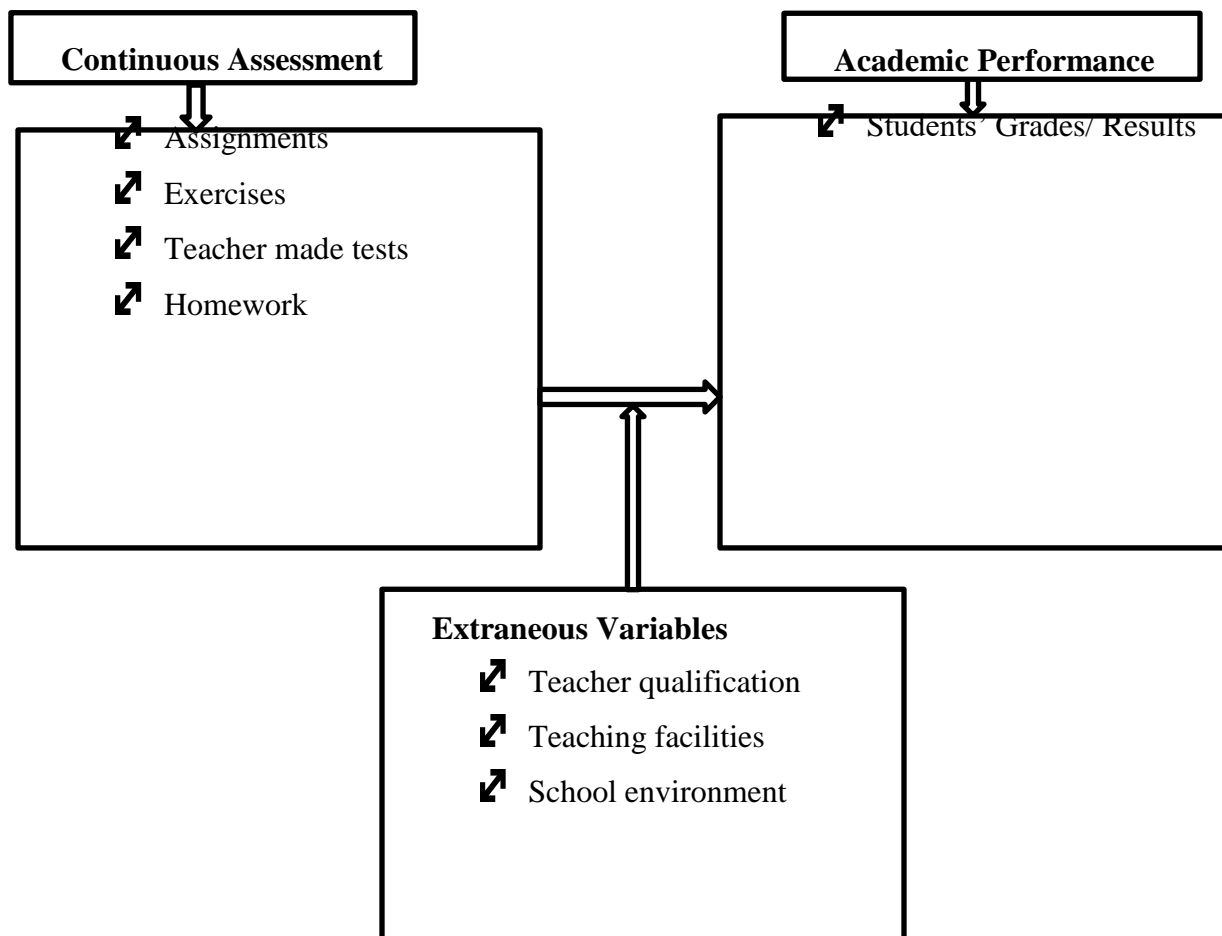 Continuous Assessment
Assignments
Exercises
Teacher made tests
Homework
Academic Performance
Students’ Grades/ Results
Extraneous Variables
Teacher qualification
Teaching facilities
School environment